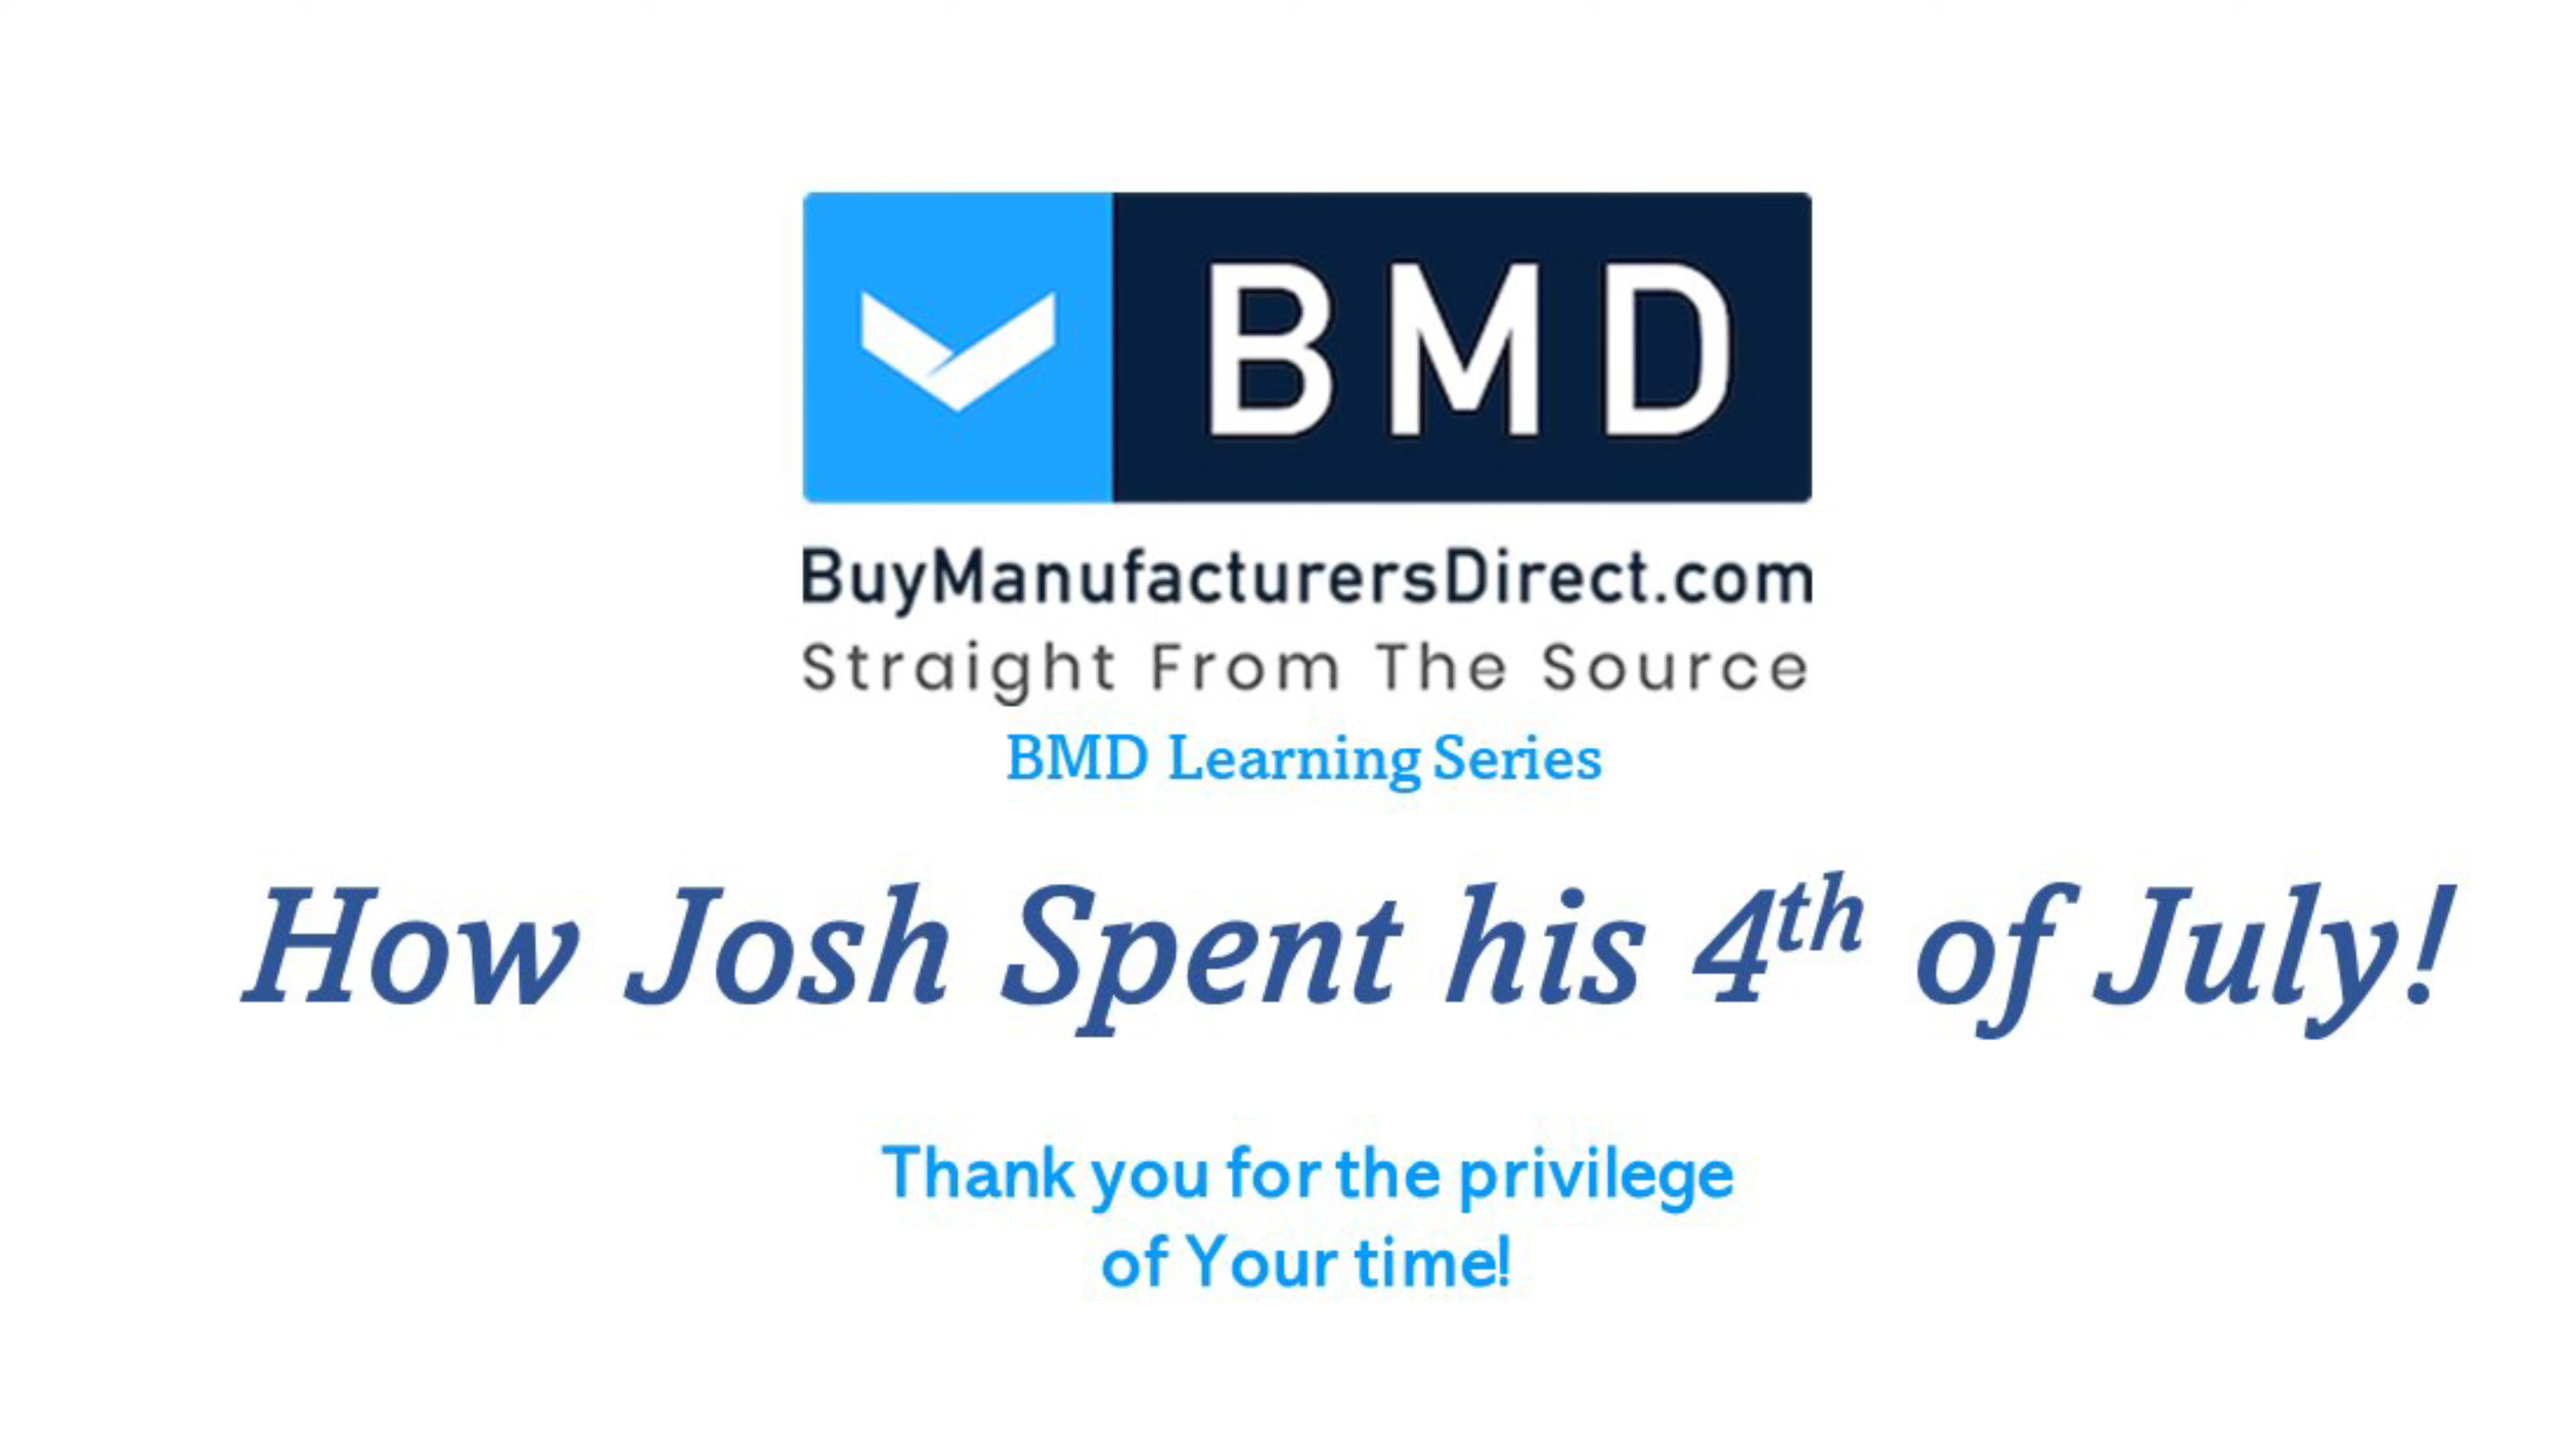 BMD
BuyManufacturersDirect.com
Straight From The Source
BMD Learning Series
How Josh Spent his 4th of July!
Thank you for the privilege
of Your time!